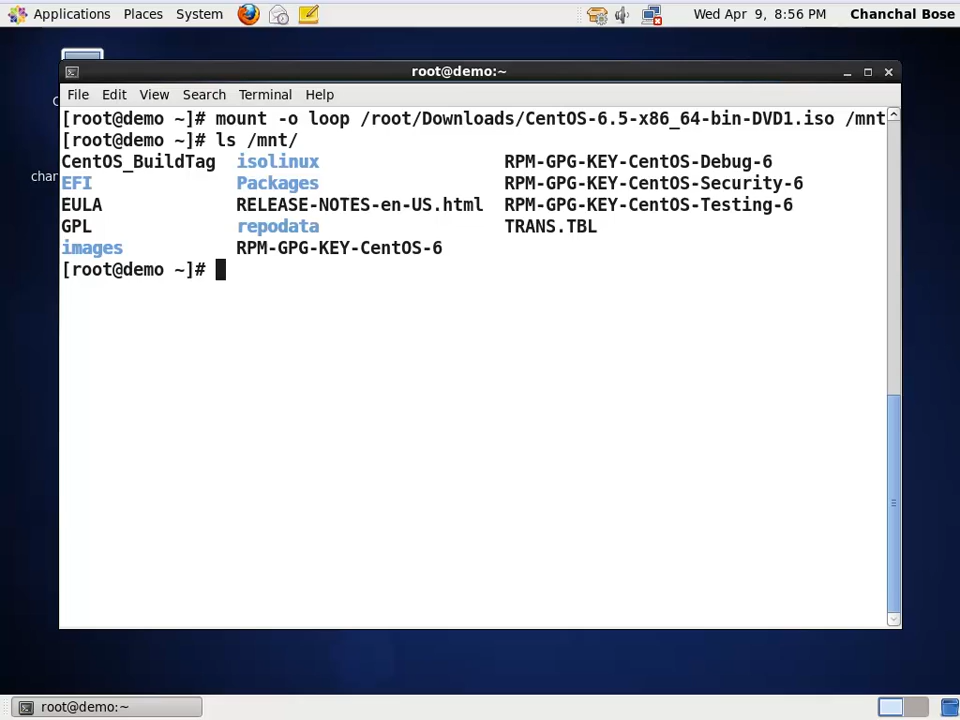 Applications Places System Wed Apr 9, 8:56 PM Chanchal Bose
root@demo:~
File Edit View Search Terminal Help
[root@demo ~]# mount -o loop /root/Downloads/CentOS-6.5-x86_64-bin-DVD1.iso /mnt
[root@demo ~]# ls /mnt/
CentOS_BuildTag isolinux RPM-GPG-KEY-CentOS-Debug-6
EFI Packages RPM-GPG-KEY-CentOS-Security-6
EULA RELEASE-NOTES-en-US.html RPM-GPG-KEY-CentOS-Testing-6
GPL repodata TRANS.TBL
images RPM-GPG-KEY-CentOS-6
[root@demo ~]#
root@demo:~